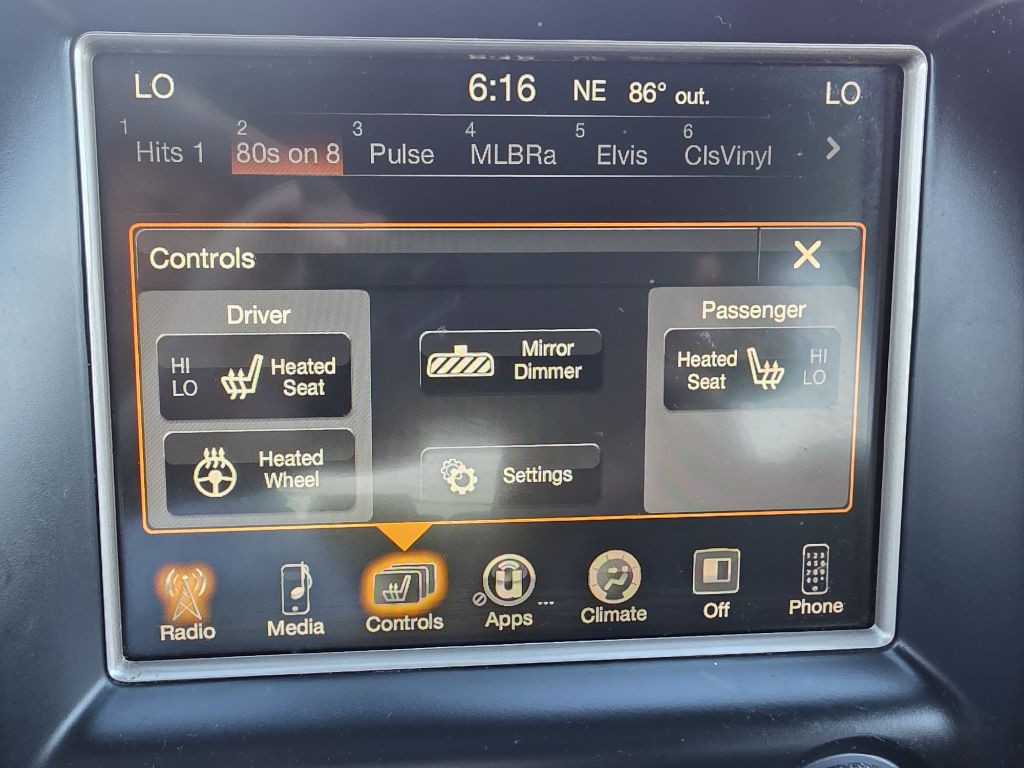 LO 6:16 NE 86° out. LO
1 2 3 4 5 6
Hits 1 80s on 8 Pulse MLBRa Elvis ClsVinyl
Controls
Driver
HI
LO
Heated
Seat
Heated
Wheel
Mirror
Dimmer
Settings
Passenger
Heated
Seat
HI
LO
Radio Media Controls Apps Climate Off Phone